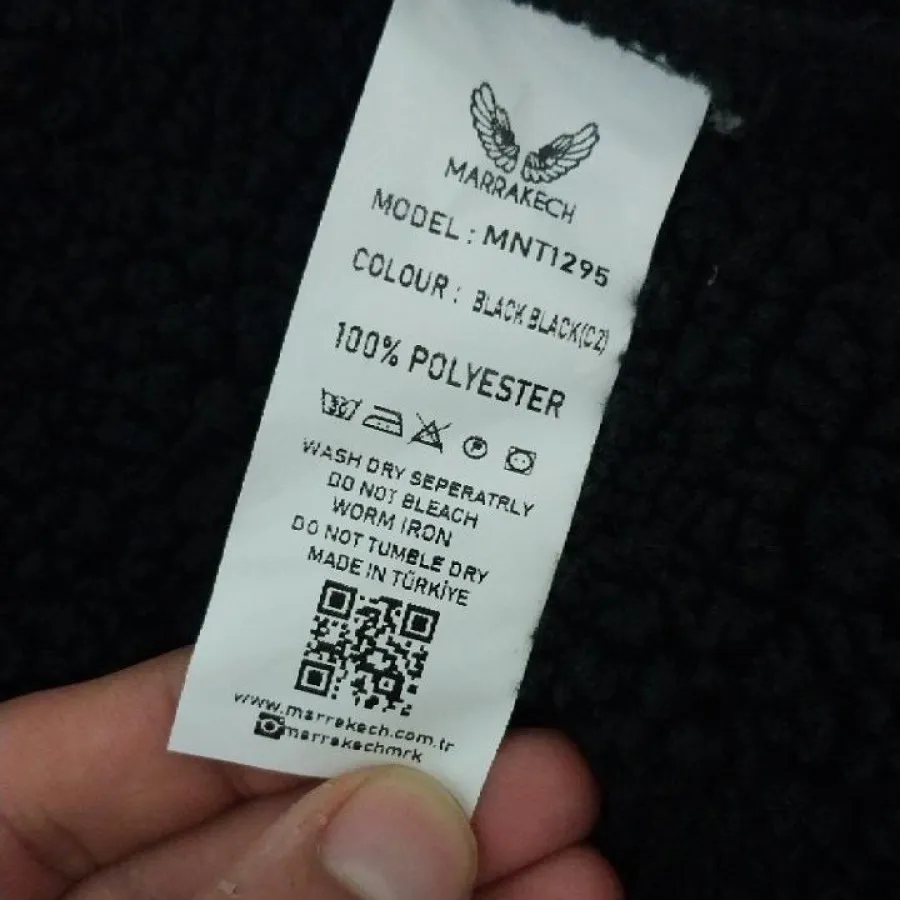 MARRAKECH
MODEL : MNT1295
COLOUR : BLACK BLACK(C2)
100% POLYESTER
WASH DRY SEPERATRLY
DO NOT BLEACH
WORM IRON
DO NOT TUMBLE DRY
MADE IN TÜRKİYE
www.marrakech.com.tr
marrakechmrk